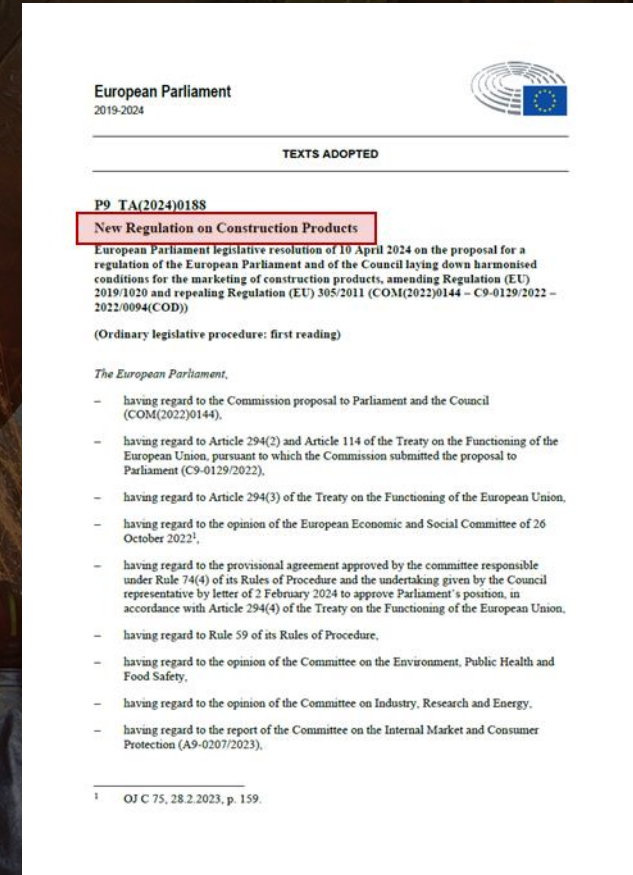 European Parliament
2019-2024
TEXTS ADOPTED
P9_TA(2024)0188
New Regulation on Construction Products
European Parliament legislative resolution of 10 April 2024 on the proposal for a
regulation of the European Parliament and of the Council laying down harmonised
conditions for the marketing of construction products, amending Regulation (EU)
2019/1020 and repealing Regulation (EU) 305/2011 (COM(2022)0144 – C9-0129/2022 –
2022/0094(COD))
(Ordinary legislative procedure: first reading)
The European Parliament,
– having regard to the Commission proposal to Parliament and the Council
(COM(2022)0144),
– having regard to Article 294(2) and Article 114 of the Treaty on the Functioning of the
European Union, pursuant to which the Commission submitted the proposal to
Parliament (C9-0129/2022),
– having regard to Article 294(3) of the Treaty on the Functioning of the European Union,
– having regard to the opinion of the European Economic and Social Committee of 26
October 2022¹,
– having regard to the provisional agreement approved by the committee responsible
under Rule 74(4) of its Rules of Procedure and the undertaking given by the Council
representative by letter of 2 February 2024 to approve Parliament's position, in
accordance with Article 294(4) of the Treaty on the Functioning of the European Union,
– having regard to Rule 59 of its Rules of Procedure,
– having regard to the opinion of the Committee on the Environment, Public Health and
Food Safety,
– having regard to the opinion of the Committee on Industry, Research and Energy,
– having regard to the report of the Committee on the Internal Market and Consumer
Protection (A9-0207/2023),
¹ OJ C 75, 28.2.2023, p. 159.